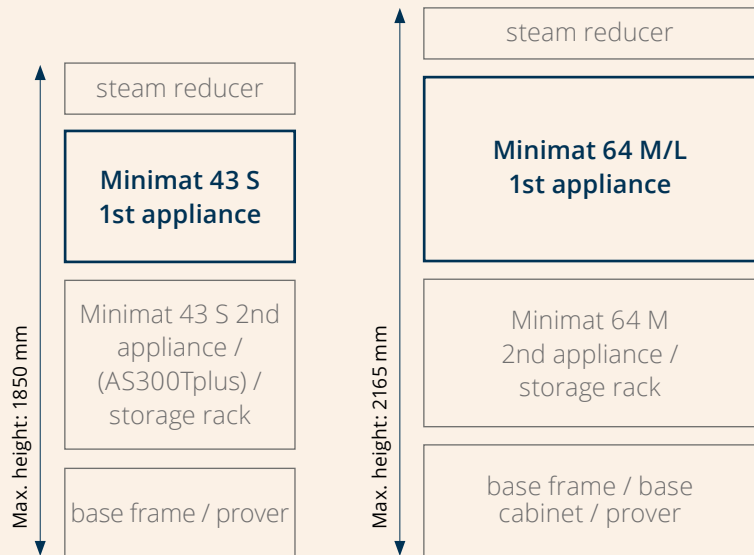 steam reducer
Minimat 43 S
1st appliance
Minimat 43 S 2nd
appliance /
(AS300Tplus) /
storage rack
base frame / prover
Max. height: 1850 mm
steam reducer
Minimat 64 M/L
1st appliance
Minimat 64 M
2nd appliance /
storage rack
base frame / base
cabinet / prover
Max. height: 2165 mm